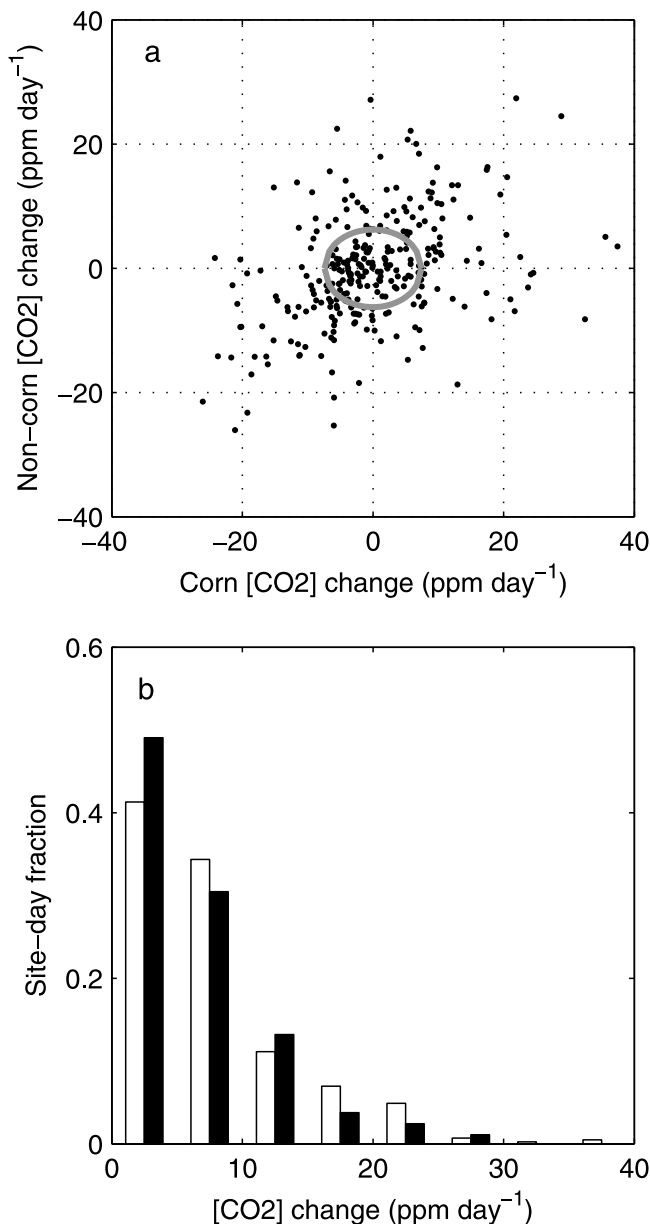 a
40
20
0
−20
−40
Non−corn [CO2] change (ppm day⁻¹)
−40 −20 0 20 40
Corn [CO2] change (ppm day⁻¹)
b
0.6
0.4
0.2
0
Site−day fraction
0 10 20 30 40
[CO2] change (ppm day⁻¹)